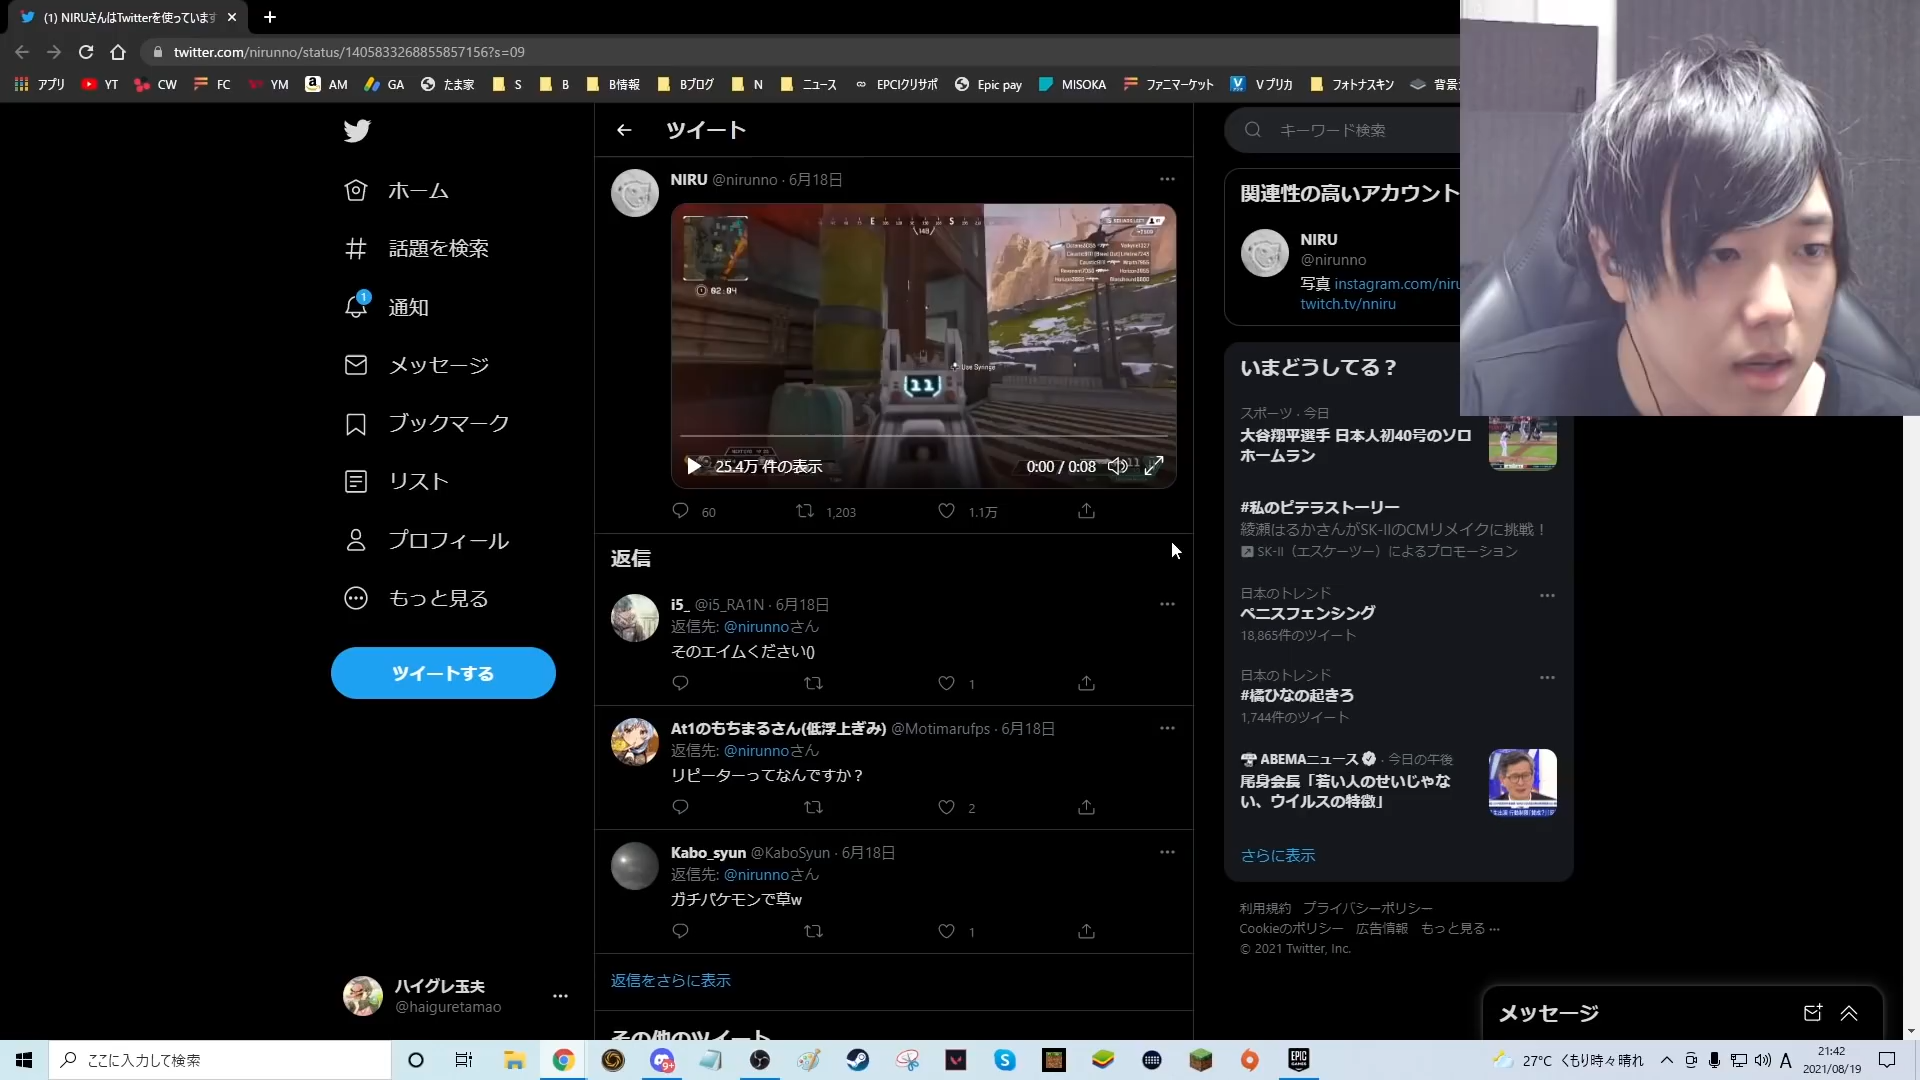 (1) NIRUさんはTwitterを使っています
twitter.com/nirunno/status/1405833268855857156?s=09
アプリ YT CW FC YM AM GA たま家 S B B情報 Bブログ N ニュース EPCIクリサポ Epic pay MISOKA ファニマーケット Vプリカ フォトナスキン
ホーム
話題を検索
1
通知
メッセージ
ブックマーク
リスト
プロフィール
もっと見る
ツイートする
ハイグレ玉夫
@haiguretamao
ツイート
NIRU @nirunno · 6月18日
E S
148
02:04
Use Syringe
11
25.4万 件の表示
0:00 / 0:08
60 1,203 1.1万
返信
i5_ @i5_RA1N · 6月18日
返信先: @nirunnoさん
そのエイムください()
1
At1のもちまるさん(低浮上ぎみ) @Motimarufps · 6月18日
返信先: @nirunnoさん
リピーターってなんですか？
2
Kabo_syun @KaboSyun · 6月18日
返信先: @nirunnoさん
ガチバケモンで草w
1
返信をさらに表示
その他のツイート
キーワード検索
関連性の高いアカウント
NIRU
@nirunno
写真 instagram.com/niru
twitch.tv/nniru
いまどうしてる？
スポーツ · 今日
大谷翔平選手 日本人初40号のソロ
ホームラン
#私のピテラストーリー
綾瀬はるかさんがSK-IIのCMリメイクに挑戦！
SK-II（エスケーツー）によるプロモーション
日本のトレンド
ペニスフェンシング
18,865件のツイート
日本のトレンド
#橘ひなの起きろ
1,744件のツイート
ABEMAニュース · 今日の午後
尾身会長「若い人のせいじゃな
い、ウイルスの特徴」
さらに表示
利用規約 プライバシーポリシー
Cookieのポリシー 広告情報 もっと見る
© 2021 Twitter, Inc.
メッセージ
ここに入力して検索
9+
EPIC
GAMES
27°C くもり時々晴れ
A
21:42
2021/08/19